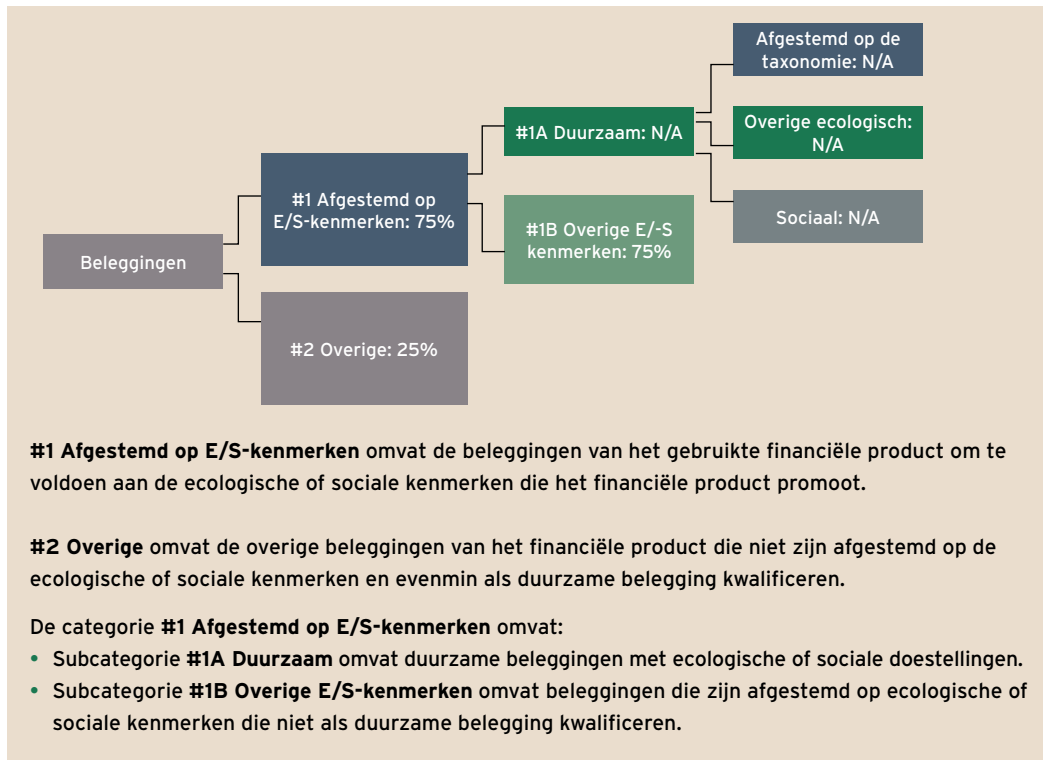 Afgestemd op de
taxonomie: N/A
#1A Duurzaam: N/A
Overige ecologisch:
N/A
#1 Afgestemd op
E/S-kenmerken: 75%
Sociaal: N/A
#1B Overige E/-S
kenmerken: 75%
Beleggingen
#2 Overige: 25%
#1 Afgestemd op E/S-kenmerken omvat de beleggingen van het gebruikte financiële product om te
voldoen aan de ecologische of sociale kenmerken die het financiële product promoot.
#2 Overige omvat de overige beleggingen van het financiële product die niet zijn afgestemd op de
ecologische of sociale kenmerken en evenmin als duurzame belegging kwalificeren.
De categorie #1 Afgestemd op E/S-kenmerken omvat:
• Subcategorie #1A Duurzaam omvat duurzame beleggingen met ecologische of sociale doestellingen.
• Subcategorie #1B Overige E/S-kenmerken omvat beleggingen die zijn afgestemd op ecologische of
sociale kenmerken die niet als duurzame belegging kwalificeren.